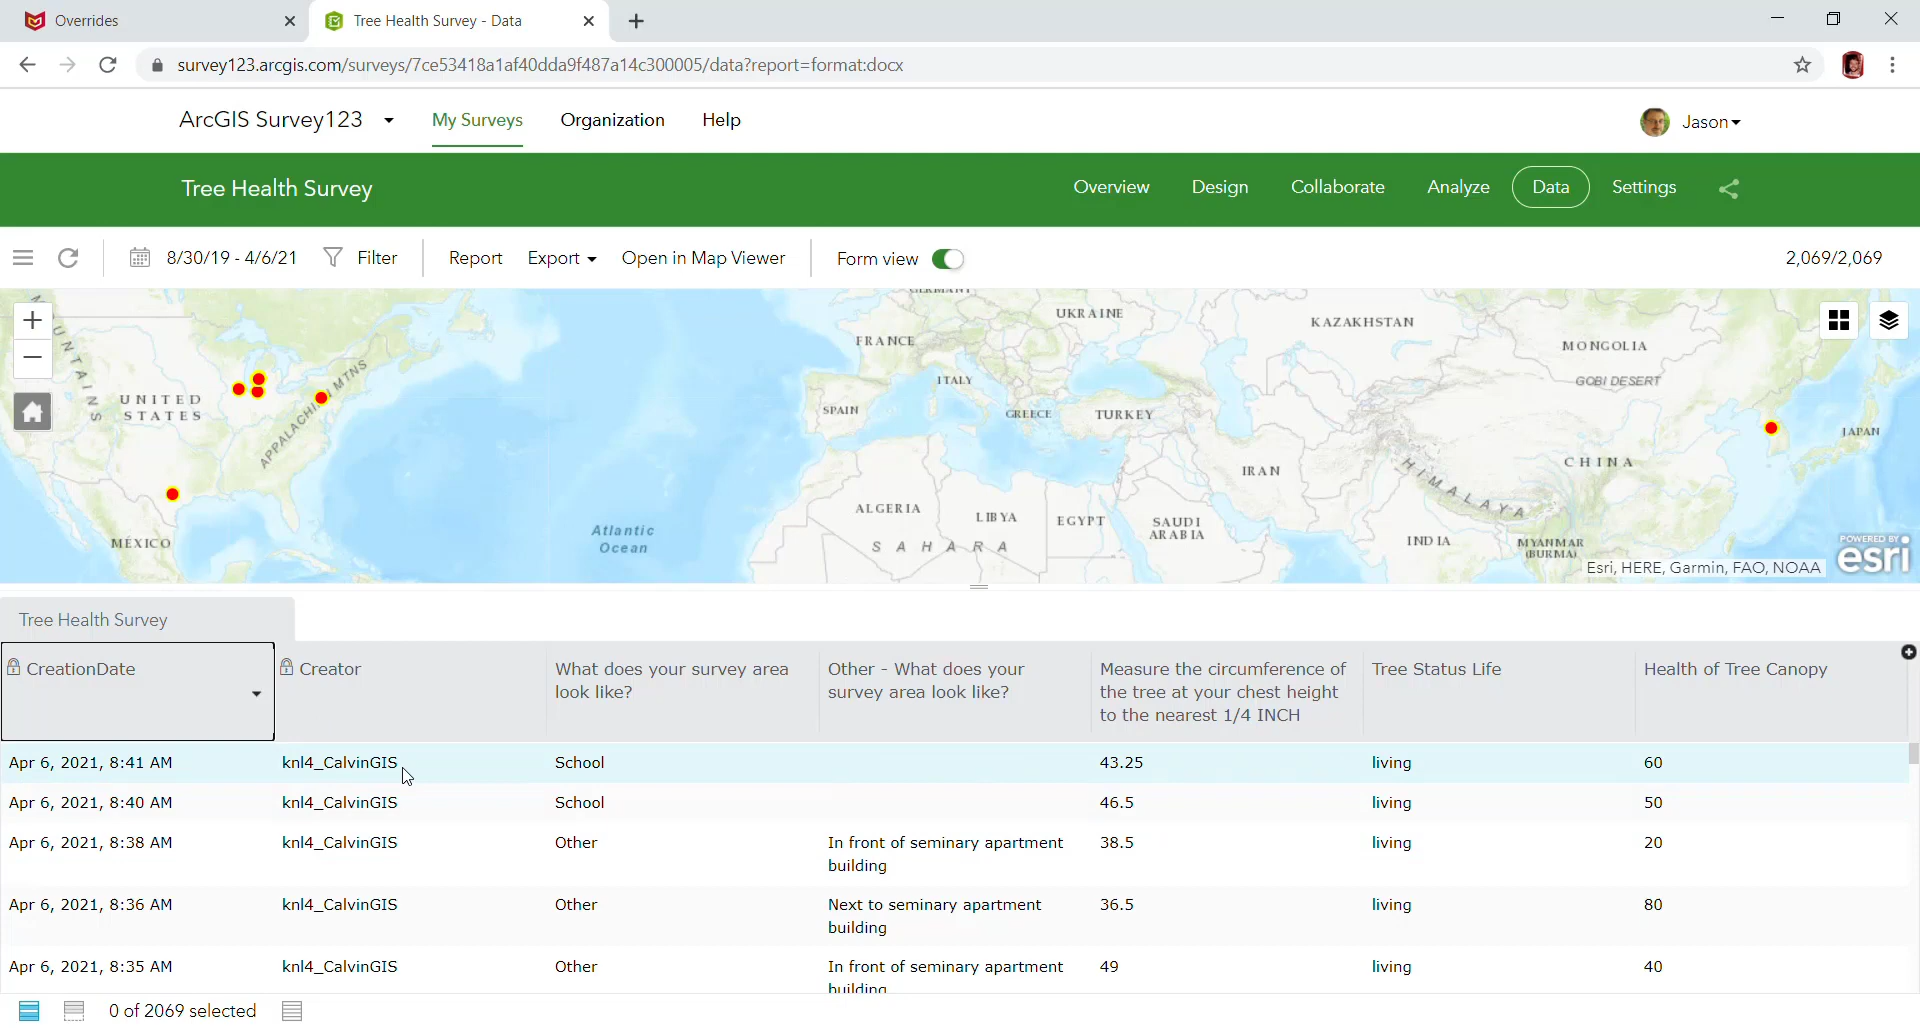 Overrides
Tree Health Survey - Data
survey123.arcgis.com/surveys/7ce53418a1af40dda9f487a14c300005/data?report=format:docx
ArcGIS Survey123
My Surveys
Organization
Help
Jason
Tree Health Survey
Overview
Design
Collaborate
Analyze
Data
Settings
8/30/19 - 4/6/21
Filter
Report
Export
Open in Map Viewer
Form view
2,069/2,069
GERMANY
UKRAINE
KAZAKHSTAN
FRANCE
MONGOLIA
ITALY
GOBI DESERT
UNITED
STATES
APPALACHIAN MTNS
SPAIN
GREECE
TURKEY
JAPAN
CHINA
IRAN
HIMALAYA
ALGERIA
LIBYA
EGYPT
SAUDI
ARABIA
Atlantic
Ocean
MÉXICO
SAHARA
INDIA
MYANMAR
(BURMA)
POWERED BY
esri
Esri, HERE, Garmin, FAO, NOAA
Tree Health Survey
CreationDate
Creator
What does your survey area
look like?
Other - What does your
survey area look like?
Measure the circumference of
the tree at your chest height
to the nearest 1/4 INCH
Tree Status Life
Health of Tree Canopy
Apr 6, 2021, 8:41 AM knl4_CalvinGIS School 43.25 living 60
Apr 6, 2021, 8:40 AM knl4_CalvinGIS School 46.5 living 50
Apr 6, 2021, 8:38 AM knl4_CalvinGIS Other In front of seminary apartment 38.5 living 20
building
Apr 6, 2021, 8:36 AM knl4_CalvinGIS Other Next to seminary apartment 36.5 living 80
building
Apr 6, 2021, 8:35 AM knl4_CalvinGIS Other In front of seminary apartment 49 living 40
building
0 of 2069 selected